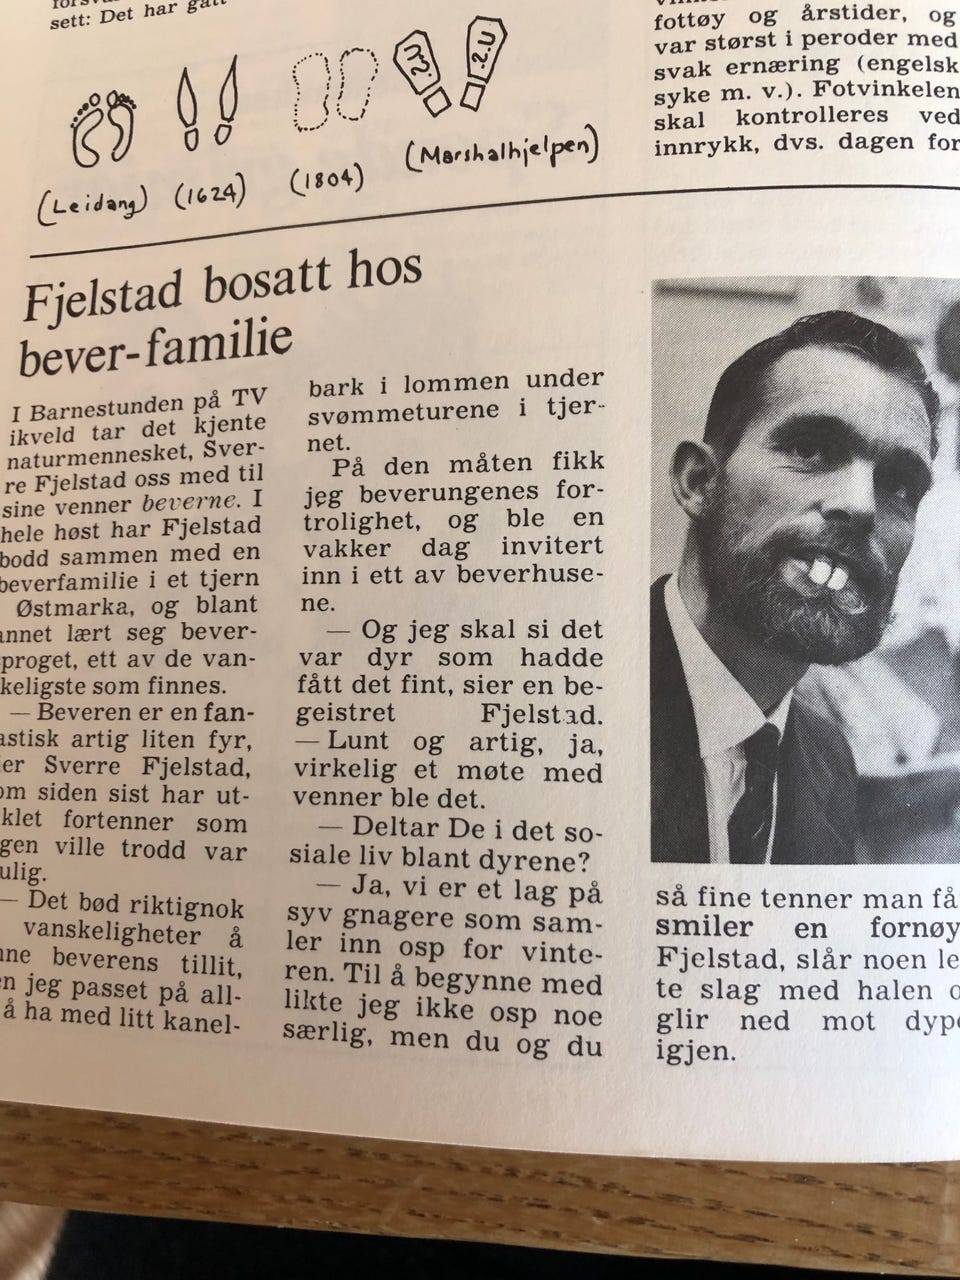 sett: Det har gått
fottøy og årstider, og
var størst i peroder med
svak ernæring (engelsk
syke m. v.). Fotvinkelen
skal kontrolleres ved
innrykk, dvs. dagen for
U.S.
U.S.
(Leidang) (1624) (1804) (Marshalhjelpen)
Fjelstad bosatt hos
bever-familie
I Barnestunden på TV
ikveld tar det kjente
naturmennesket, Sver-
re Fjelstad oss med til
sine venner beverne. I
hele høst har Fjelstad
bodd sammen med en
beverfamilie i et tjern
Østmarka, og blant
annet lært seg bever-
proget, ett av de van-
keligste som finnes.
— Beveren er en fan-
astisk artig liten fyr,
er Sverre Fjelstad,
om siden sist har ut-
klet fortenner som
gen ville trodd var
ulig.
— Det bød riktignok
vanskeligheter å
nne beverens tillit,
n jeg passet på all-
å ha med litt kanel-
bark i lommen under
svømmeturene i tjer-
net.
På den måten fikk
jeg beverungenes for-
trolighet, og ble en
vakker dag invitert
inn i ett av beverhuse-
ne.
— Og jeg skal si det
var dyr som hadde
fått det fint, sier en be-
geistret Fjelstad.
— Lunt og artig, ja,
virkelig et møte med
venner ble det.
— Deltar De i det so-
siale liv blant dyrene?
— Ja, vi er et lag på
syv gnagere som sam-
ler inn osp for vinte-
ren. Til å begynne med
likte jeg ikke osp noe
særlig, men du og du
så fine tenner man få
smiler en fornøy
Fjelstad, slår noen le
te slag med halen o
glir ned mot dype
igjen.